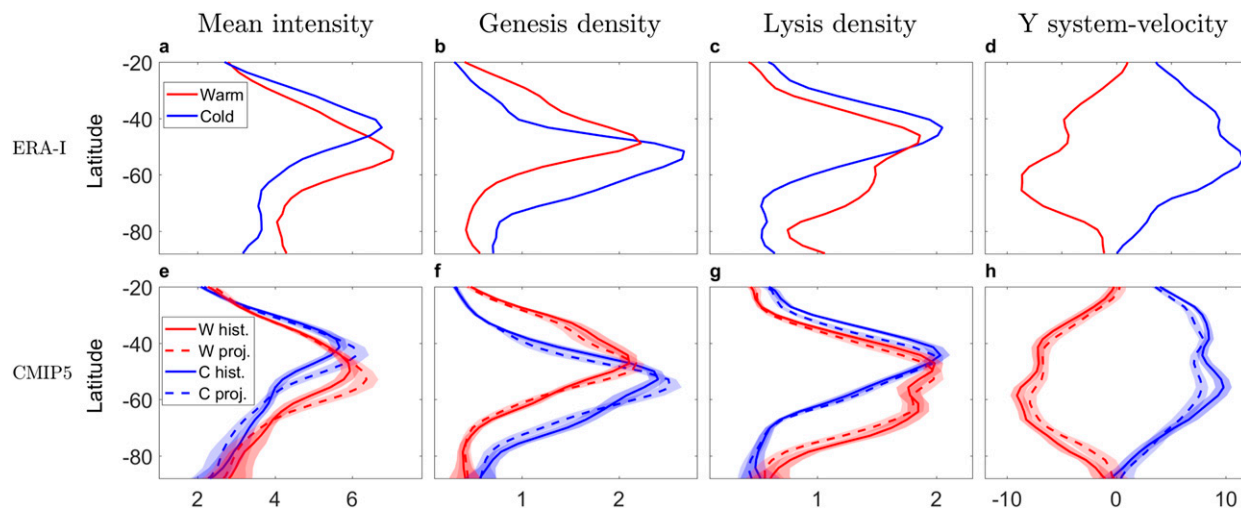 Mean intensity Genesis density Lysis density Y system-velocity
a b c d
-20 -40 -60 -80
Latitude
ERA-I
Warm
Cold
e f g h
-20 -40 -60 -80
Latitude
CMIP5
W hist.
W proj.
C hist.
C proj.
2 4 6 1 2 1 2 -10 0 10